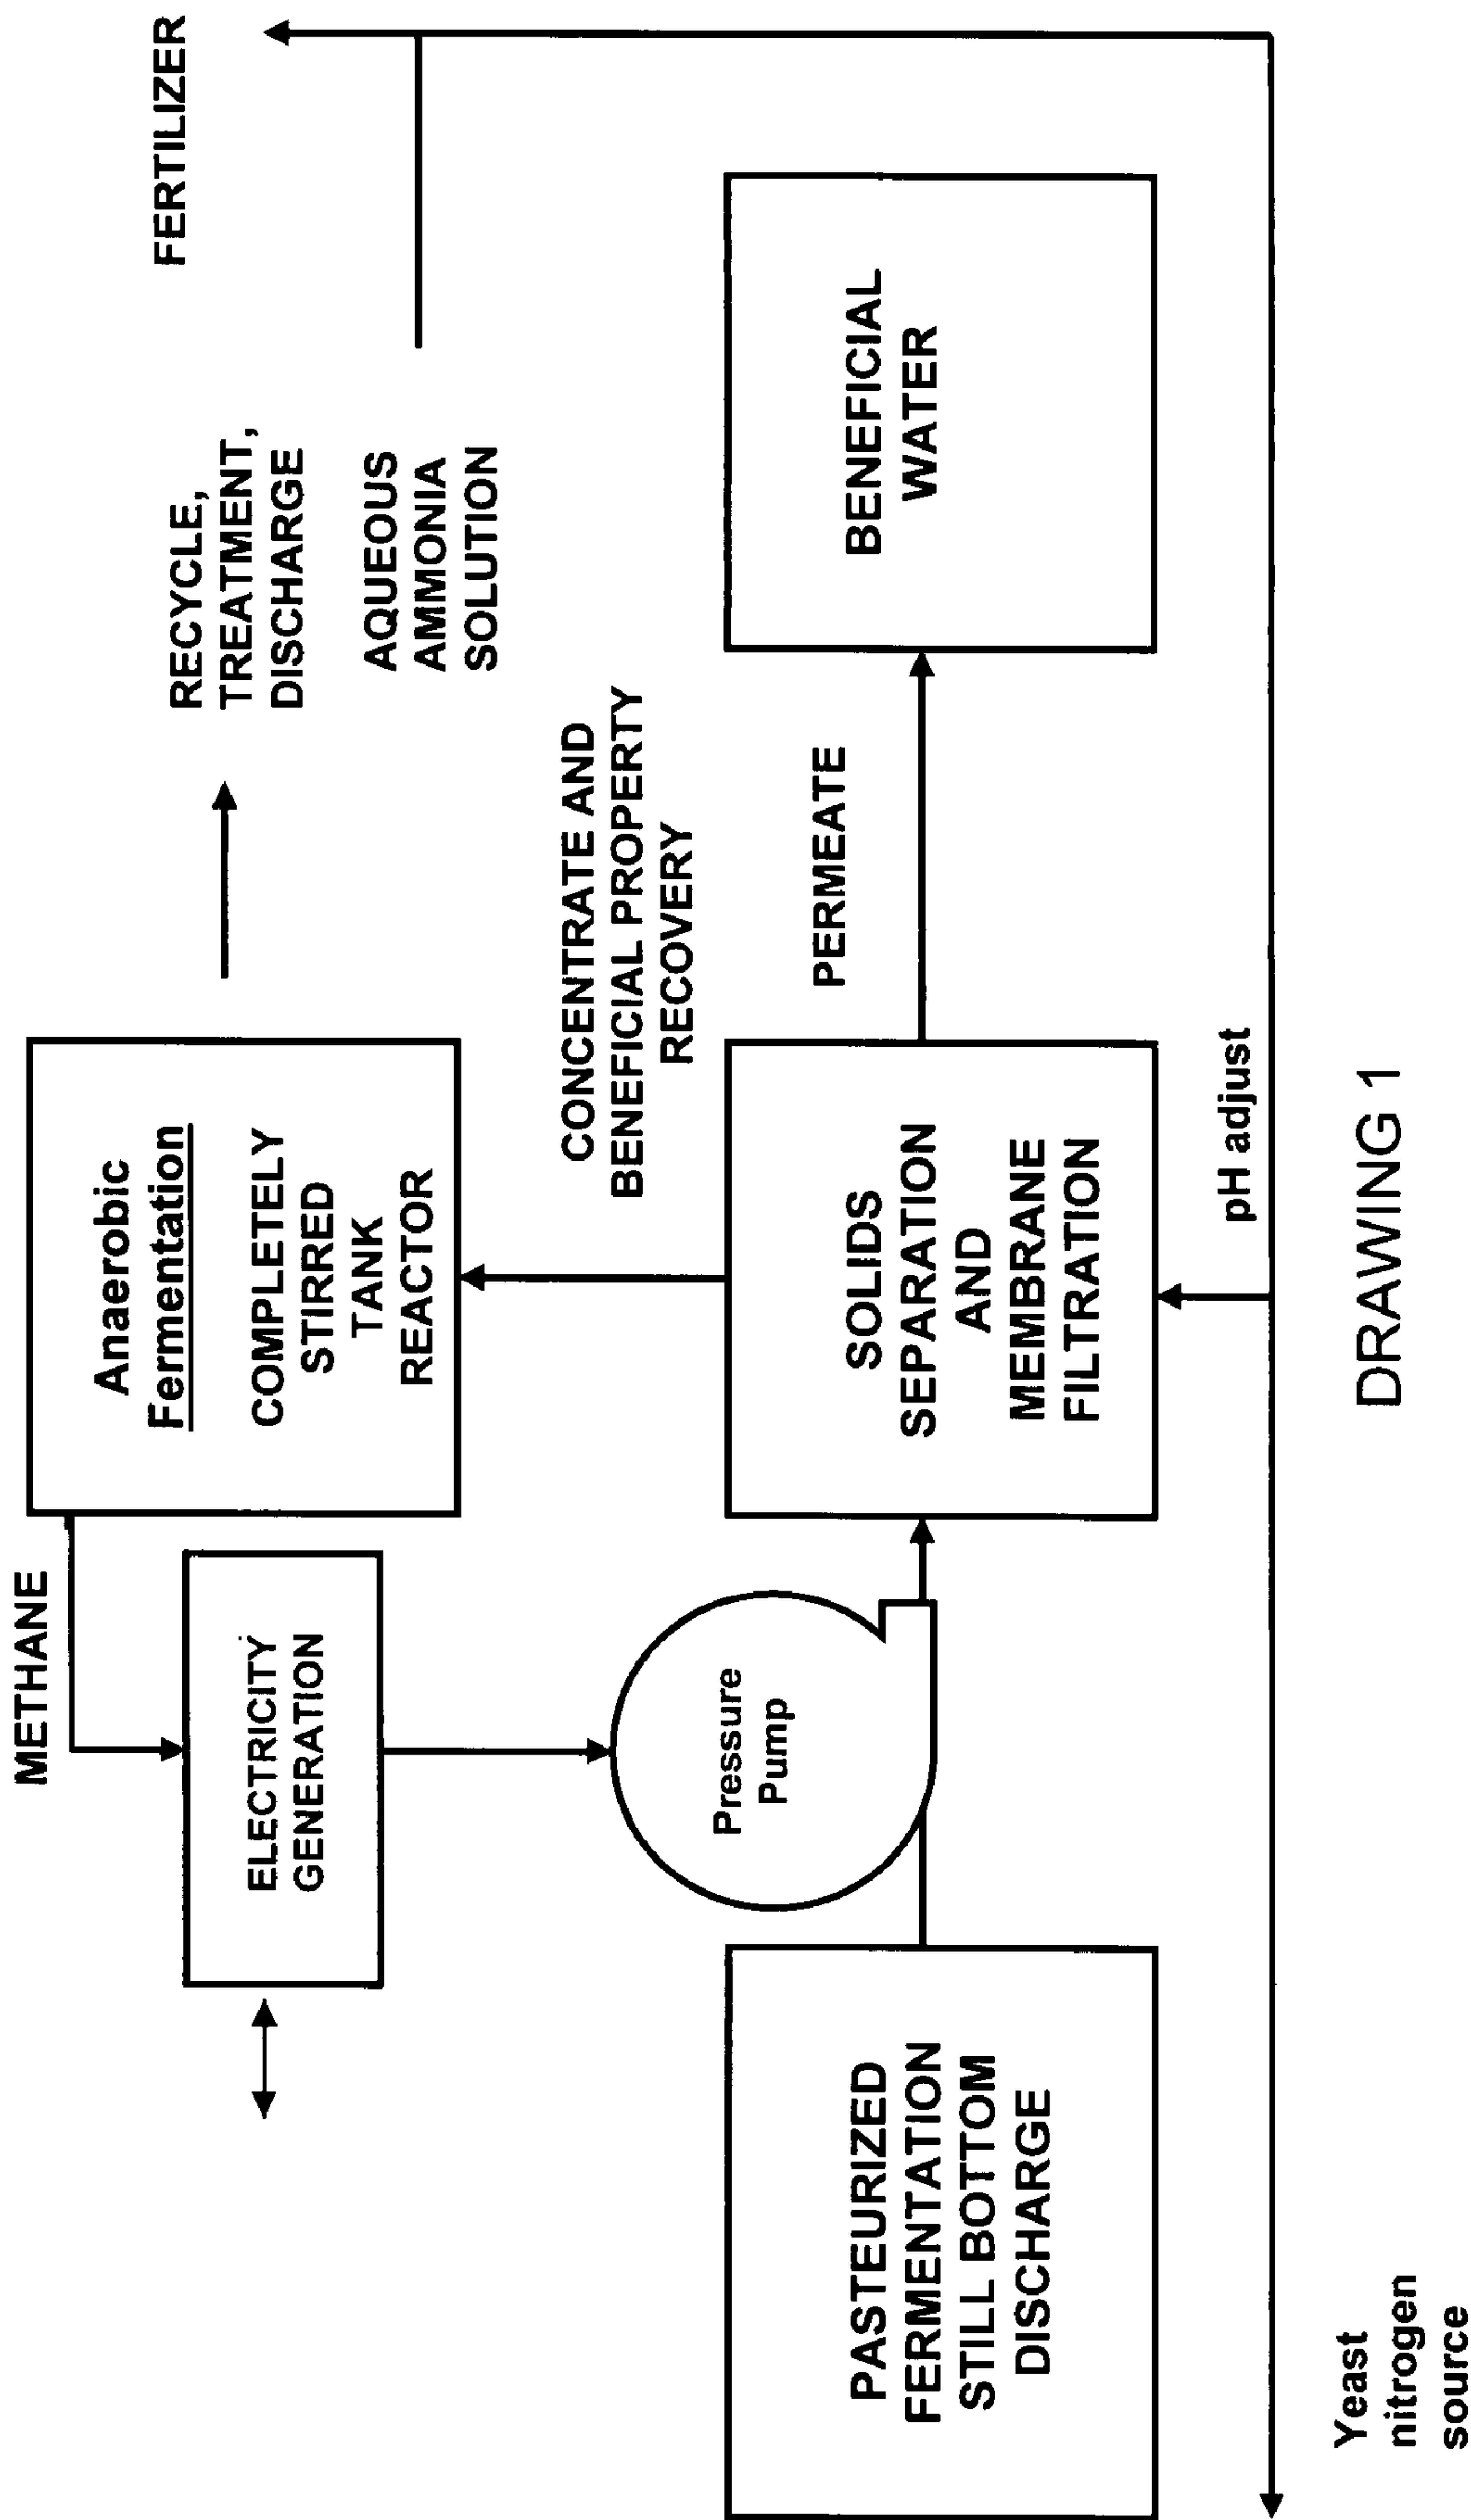 METHANE
Anaerobic
Fermentation
COMPLETELY
STIRRED
TANK
REACTOR
RECYCLE,
TREATMENT,
DISCHARGE
FERTILIZER
ELECTRICITY
GENERATION
AQUEOUS
AMMONIA
SOLUTION
CONCENTRATE AND
BENEFICIAL PROPERTY
RECOVERY
Pressure
Pump
PASTEURIZED
FERMENTATION
STILL BOTTOM
DISCHARGE
SOLIDS
SEPARATION
AND
MEMBRANE
FILTRATION
PERMEATE
BENEFICIAL
WATER
pH adjust
Yeast
nitrogen
source
DRAWING 1